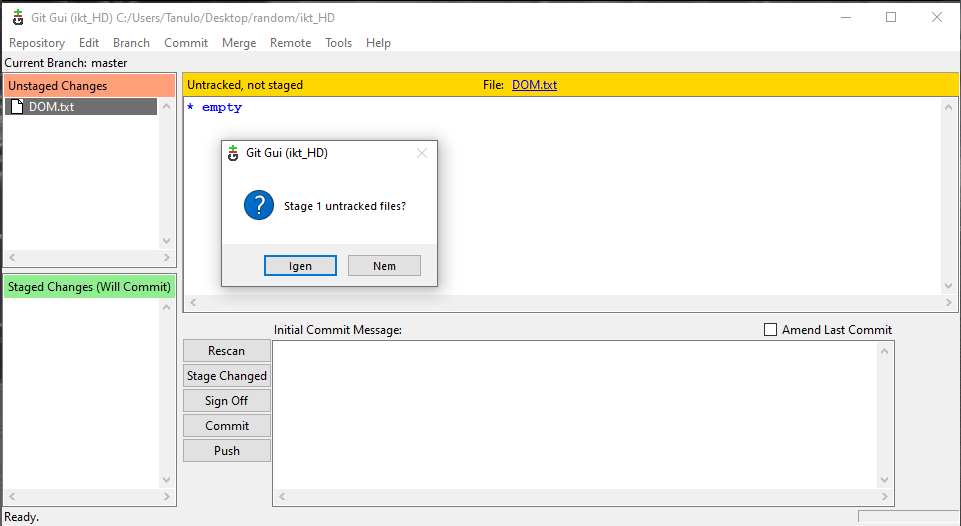 Git Gui (ikt_HD) C:/Users/Tanulo/Desktop/random/ikt_HD
Repository Edit Branch Commit Merge Remote Tools Help
Current Branch: master
Unstaged Changes
DOM.txt
Untracked, not staged File: DOM.txt
* empty
Git Gui (ikt_HD)
Stage 1 untracked files?
Igen Nem
Staged Changes (Will Commit)
Initial Commit Message: Amend Last Commit
Rescan
Stage Changed
Sign Off
Commit
Push
Ready.